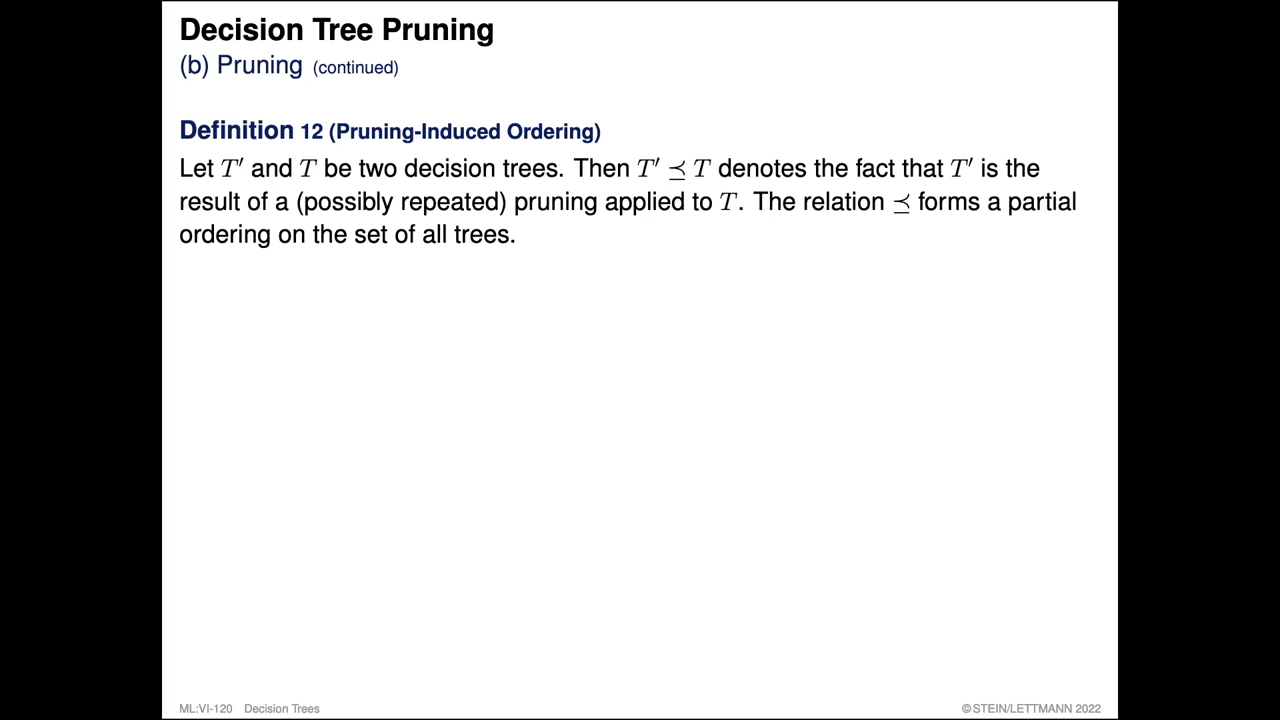 Decision Tree Pruning
(b) Pruning (continued)
Definition 12 (Pruning-Induced Ordering)
Let T′ and T be two decision trees. Then T′ ⪯ T denotes the fact that T′ is the
result of a (possibly repeated) pruning applied to T. The relation ⪯ forms a partial
ordering on the set of all trees.
ML:VI-120 Decision Trees
©STEIN/LETTMANN 2022